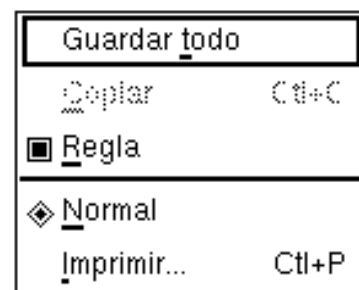 Guardar todo
Copiar Ctl+C
Regla
Normal
Imprimir... Ctl+P